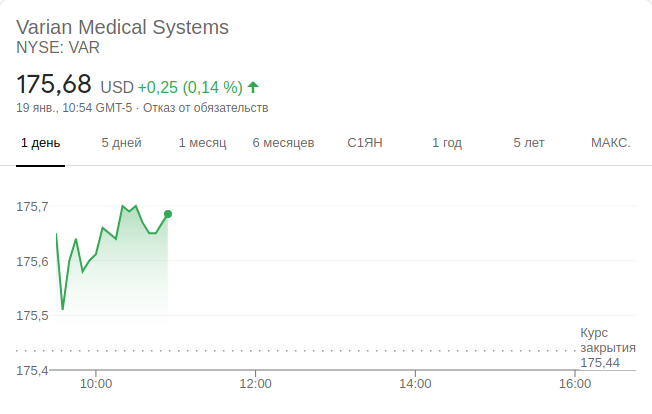 Varian Medical Systems
NYSE: VAR
175,68 USD +0,25 (0,14 %)
19 янв., 10:54 GMT-5 · Отказ от обязательств
1 день 5 дней 1 месяц 6 месяцев С1ЯН 1 год 5 лет МАКС.
175,7
175,6
175,5
Курс
закрытия
175,44
175,4
10:00 12:00 14:00 16:00